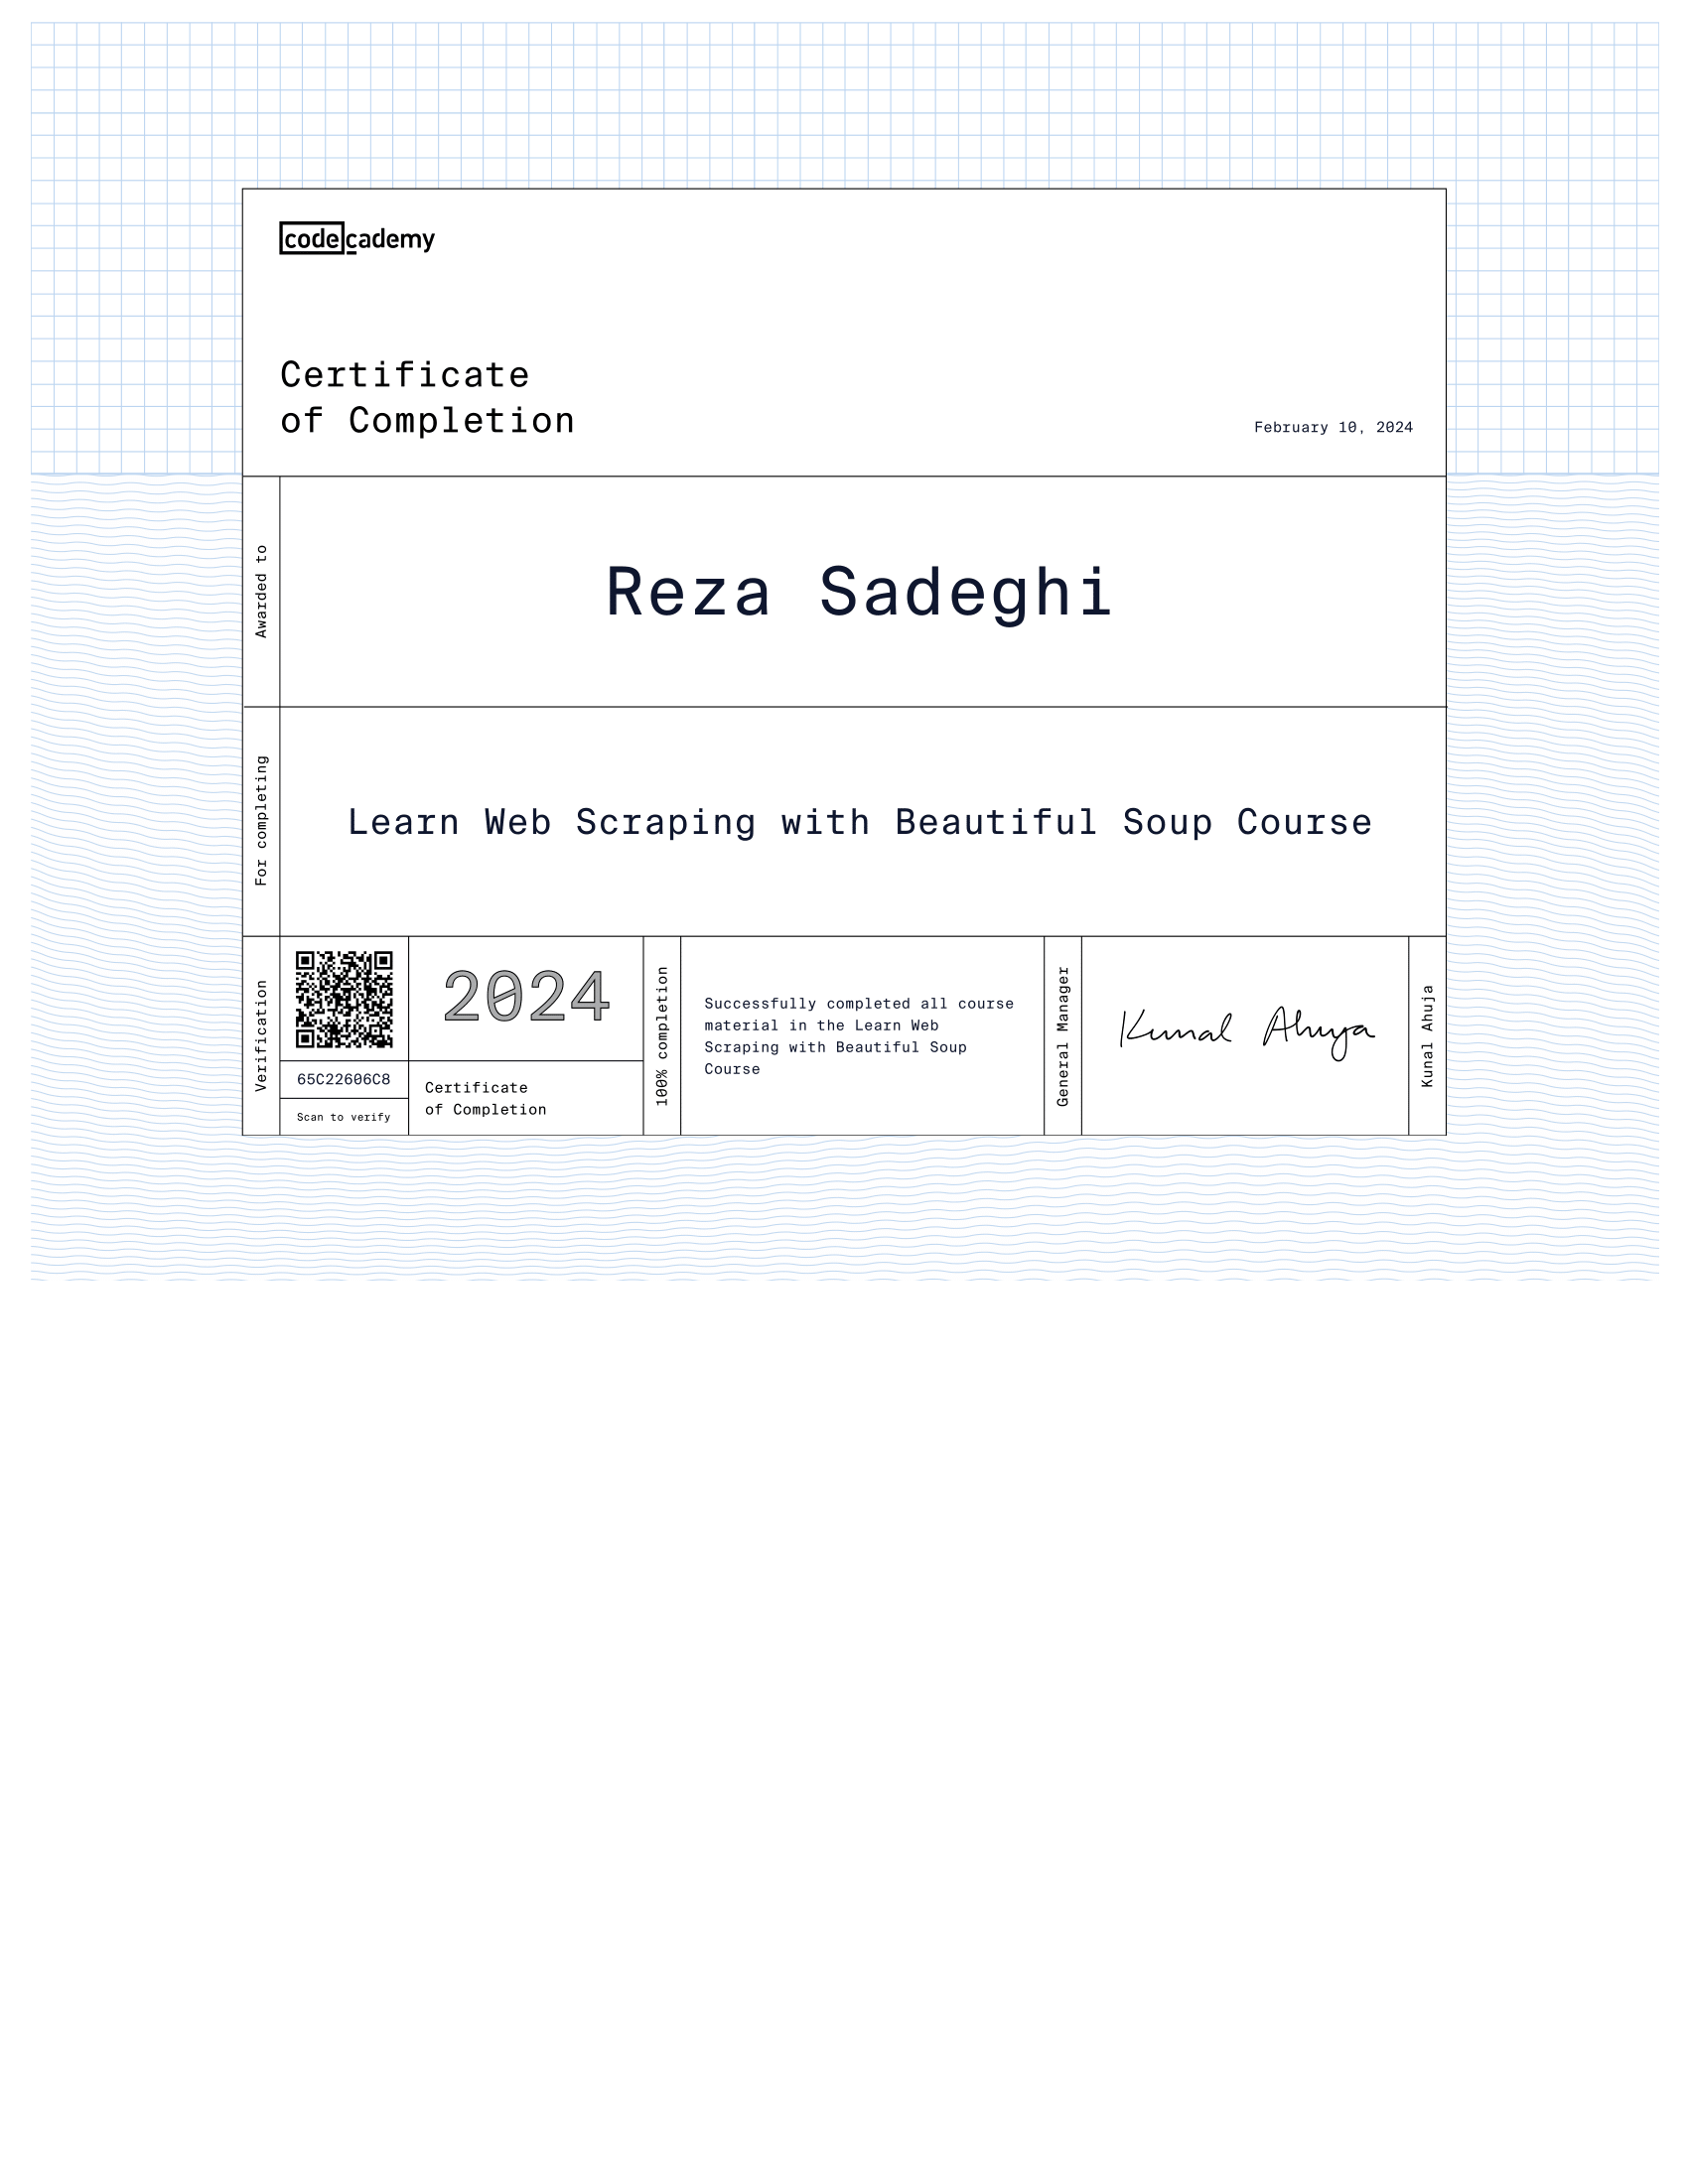 codecademy
Certificate
of Completion
February 10, 2024
Awarded to
Reza Sadeghi
For completing
Learn Web Scraping with Beautiful Soup Course
Verification
65C22606C8
Scan to verify
2024
Certificate
of Completion
100% completion
Successfully completed all course
material in the Learn Web
Scraping with Beautiful Soup
Course
General Manager
Kunal Ahuja
Kunal Ahuja